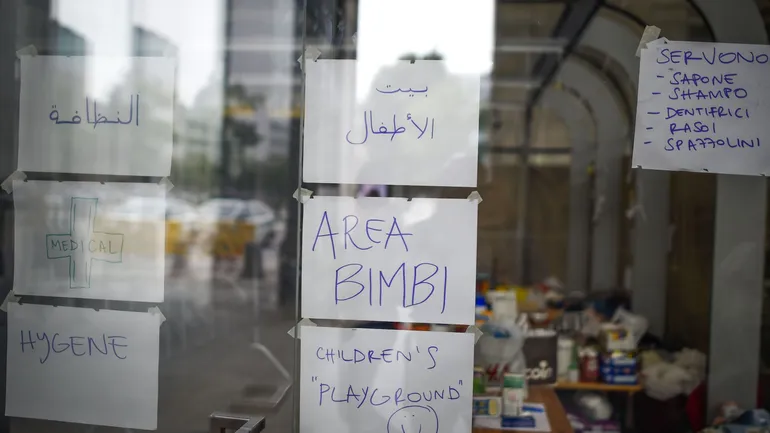 النظافة
MEDICAL
HYGENE
بيت
الأطفال
AREA
BIMBI
CHILDREN'S
"PLAYGROUND"
SERVONO
- SAPONE
- SHAMPO
- DENTIFRICI
- RASOI
- SPAZZOLINI